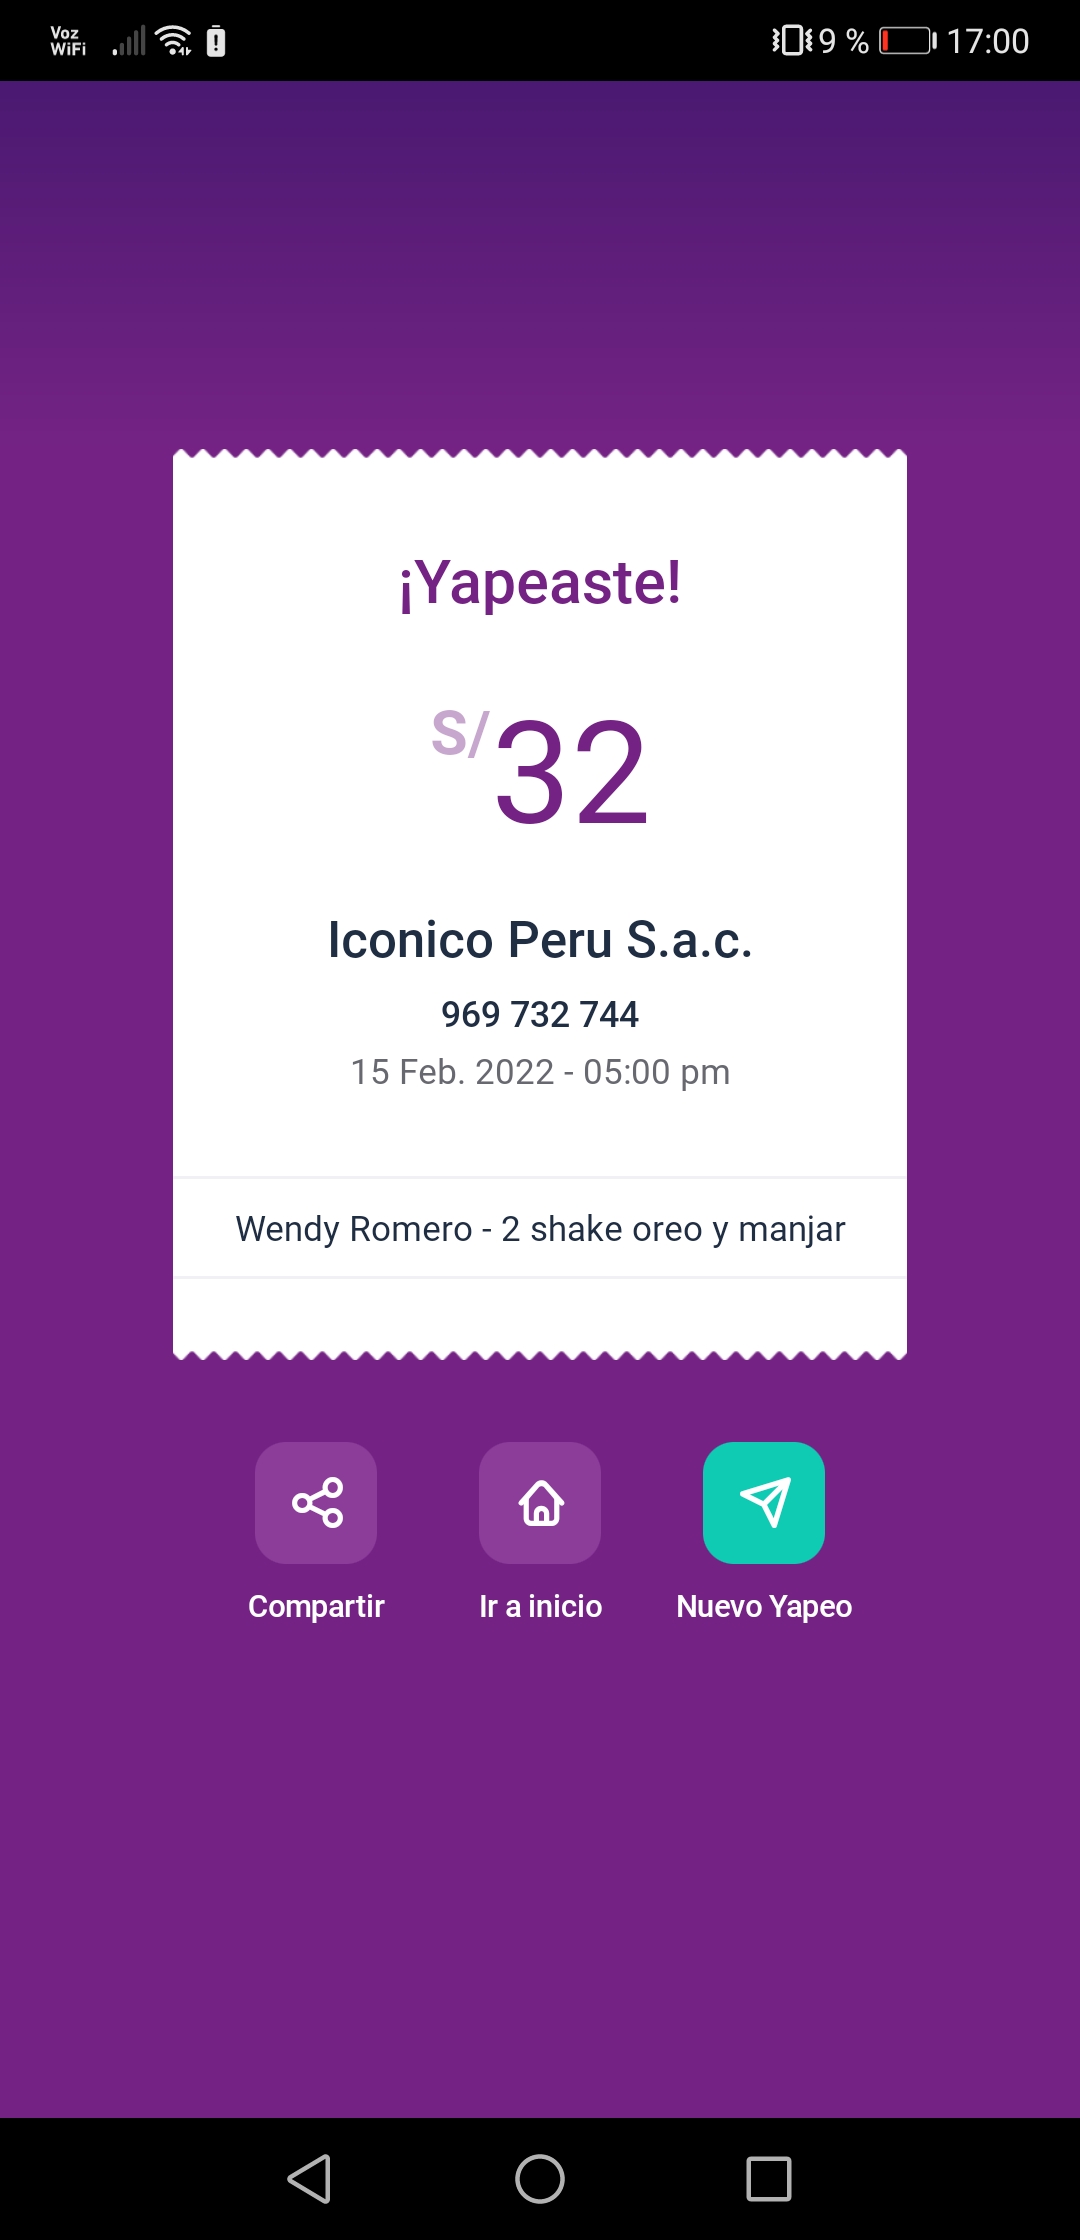 Voz
WiFi
9 %
17:00
¡Yapeaste!
S/32
Iconico Peru S.a.c.
969 732 744
15 Feb. 2022 - 05:00 pm
Wendy Romero - 2 shake oreo y manjar
Compartir
Ir a inicio
Nuevo Yapeo